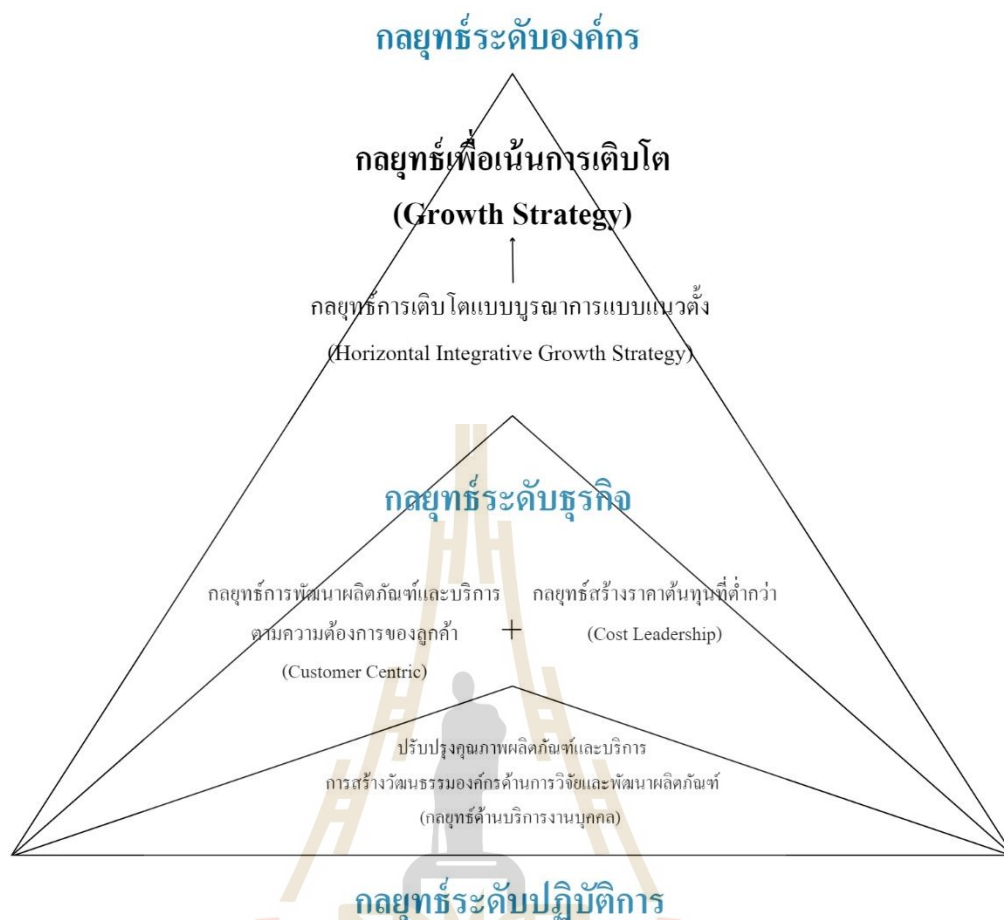 กลยุทธ์ระดับองค์กร
กลยุทธ์เพื่อเน้นการเติบโต
(Growth Strategy)
กลยุทธ์การเติบโตแบบบูรณาการแบบแนวตั้ง
(Horizontal Integrative Growth Strategy)
กลยุทธ์ระดับธุรกิจ
กลยุทธ์การพัฒนาผลิตภัณฑ์และบริการ
ตามความต้องการของลูกค้า
(Customer Centric)
+
กลยุทธ์สร้างราคาต้นทุนที่ต่ำกว่า
(Cost Leadership)
ปรับปรุงคุณภาพผลิตภัณฑ์และบริการ
การสร้างวัฒนธรรมองค์กรด้านการวิจัยและพัฒนาผลิตภัณฑ์
(กลยุทธ์ด้านบริการงานบุคคล)
กลยุทธ์ระดับปฏิบัติการ